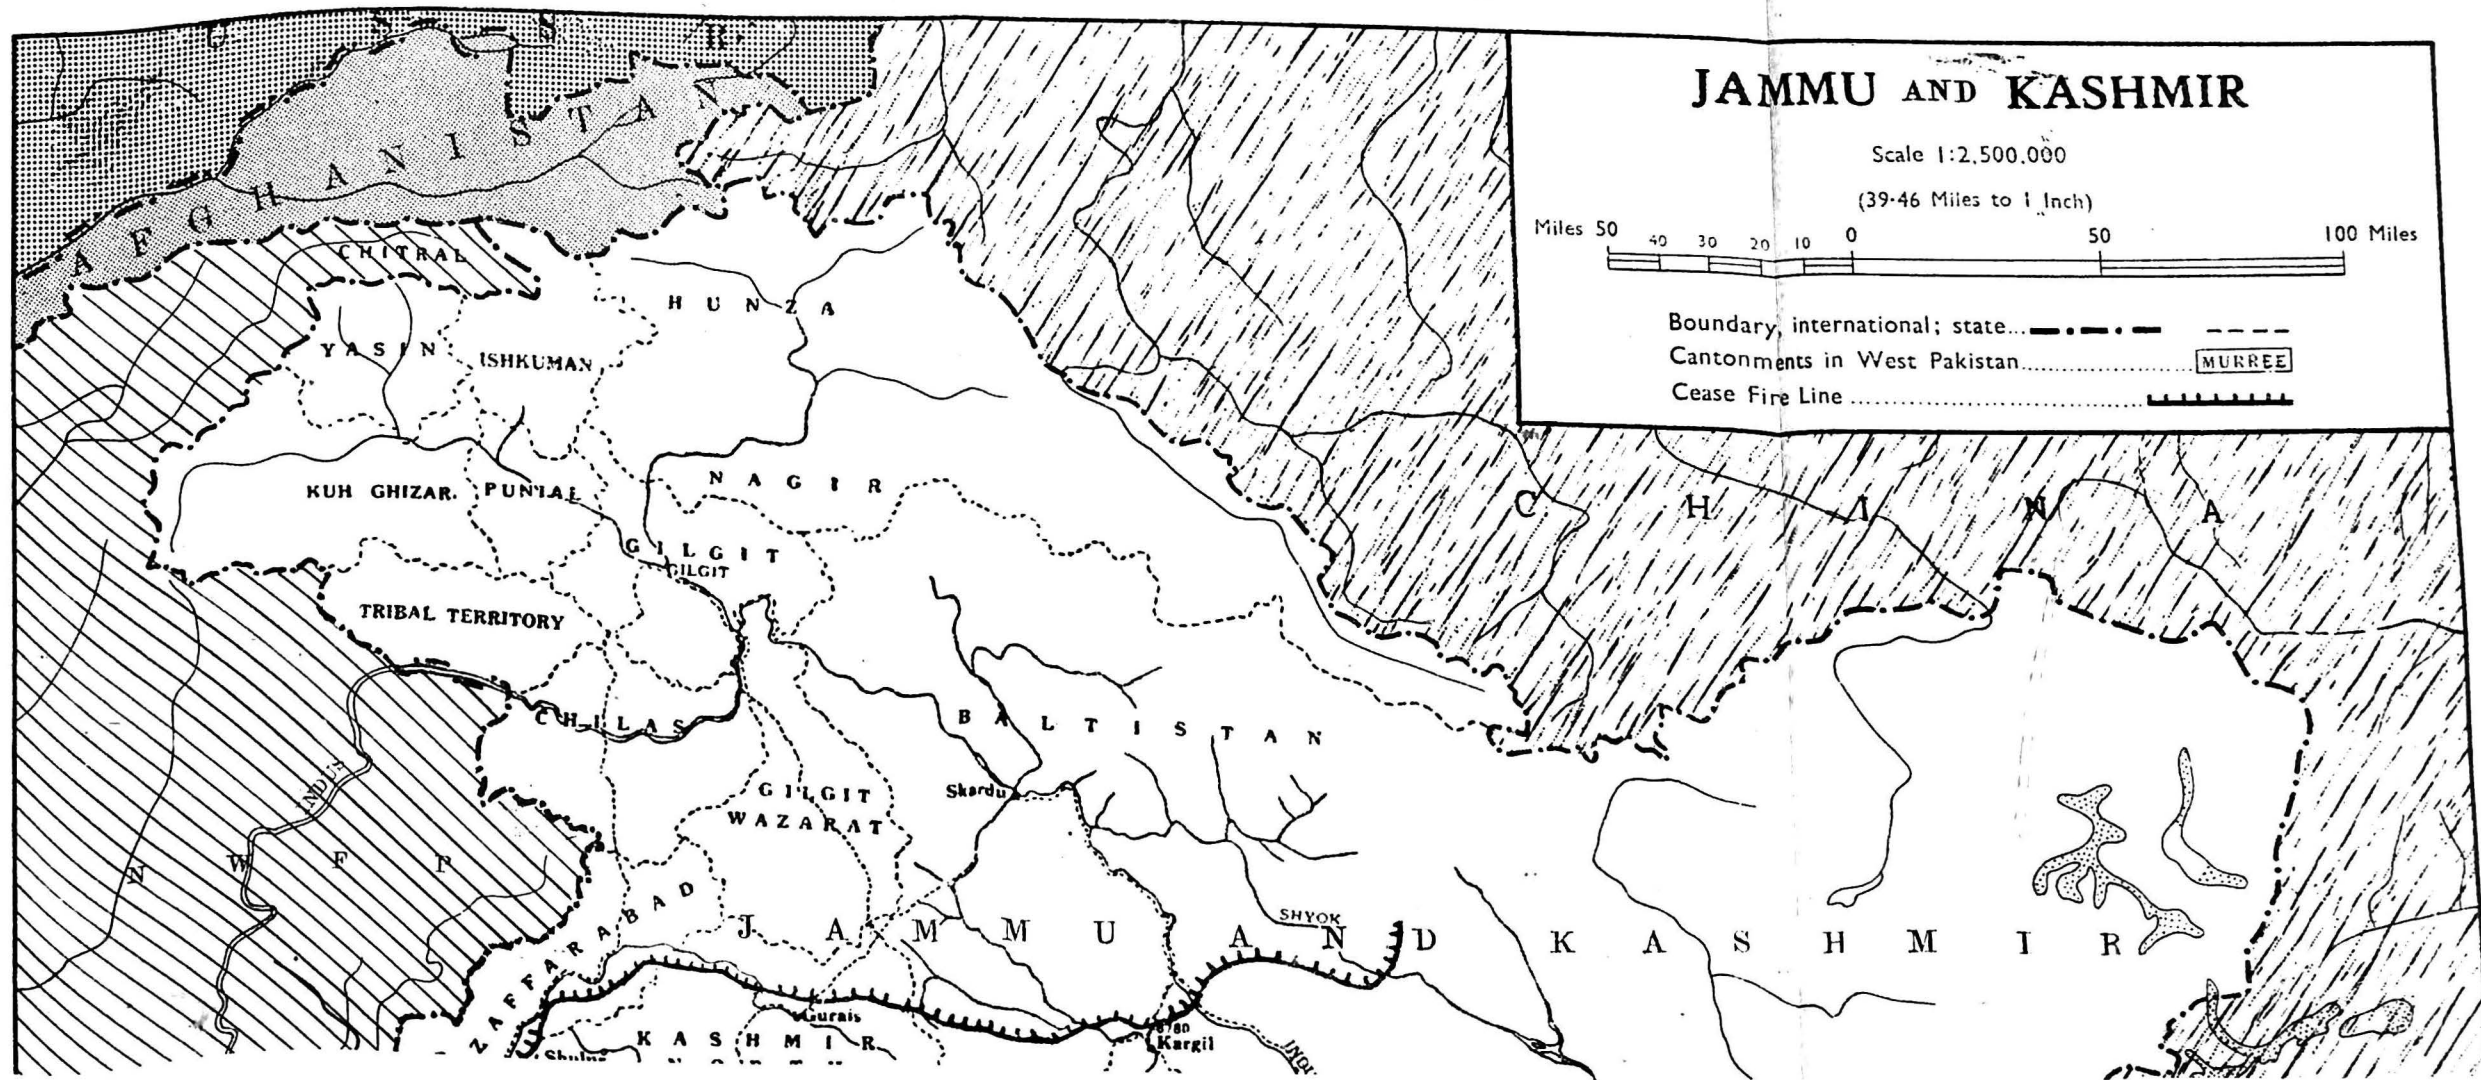 U S S R.
JAMMU AND KASHMIR
Scale 1:2,500,000
(39·46 Miles to 1 Inch)
Miles 50 40 30 20 10 0 50 100 Miles
Boundary, international; state...
Cantonments in West Pakistan...... MURREE
Cease Fire Line ......
AFGHANISTAN
CHITRAL
HUNZA
YASIN
ISHKUMAN
NAGIR
KUH GHIZAR.
PUNIAL
CHINA
GILGIT
GILGIT
TRIBAL TERRITORY
CHILAS
BALTISTAN
INDUS
Skardu
GILGIT
WAZARAT
N W F P
ZAFFARABAD
JAMMU AND KASHMIR
SHYOK
Gurais
KASHMIR
8780
Kargil